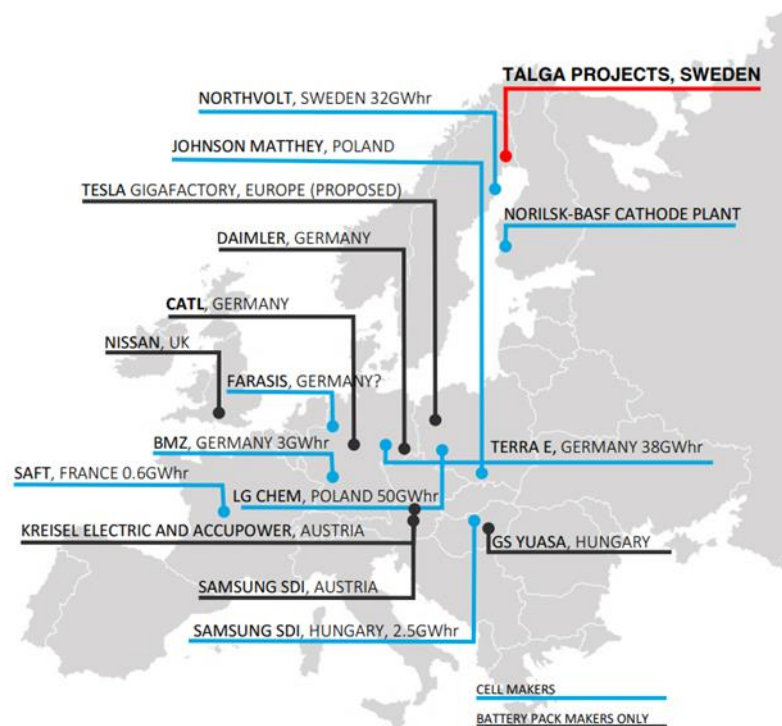 TALGA PROJECTS, SWEDEN
NORTHVOLT, SWEDEN 32GWhr
JOHNSON MATTHEY, POLAND
TESLA GIGAFACTORY, EUROPE (PROPOSED)
NORILSK-BASF CATHODE PLANT
DAIMLER, GERMANY
CATL, GERMANY
NISSAN, UK
FARASIS, GERMANY?
BMZ, GERMANY 3GWhr
TERRA E, GERMANY 38GWhr
SAFT, FRANCE 0.6GWhr
LG CHEM, POLAND 50GWhr
KREISEL ELECTRIC AND ACCUPOWER, AUSTRIA
GS YUASA, HUNGARY
SAMSUNG SDI, AUSTRIA
SAMSUNG SDI, HUNGARY, 2.5GWhr
CELL MAKERS
BATTERY PACK MAKERS ONLY